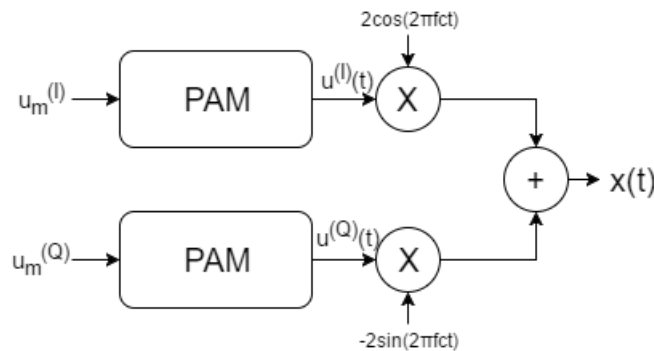 2cos(2πfct)
uₘ⁽ᴵ⁾
PAM
u⁽ᴵ⁾(t)
X
+
x(t)
uₘ⁽Q⁾
PAM
u⁽Q⁾(t)
X
-2sin(2πfct)